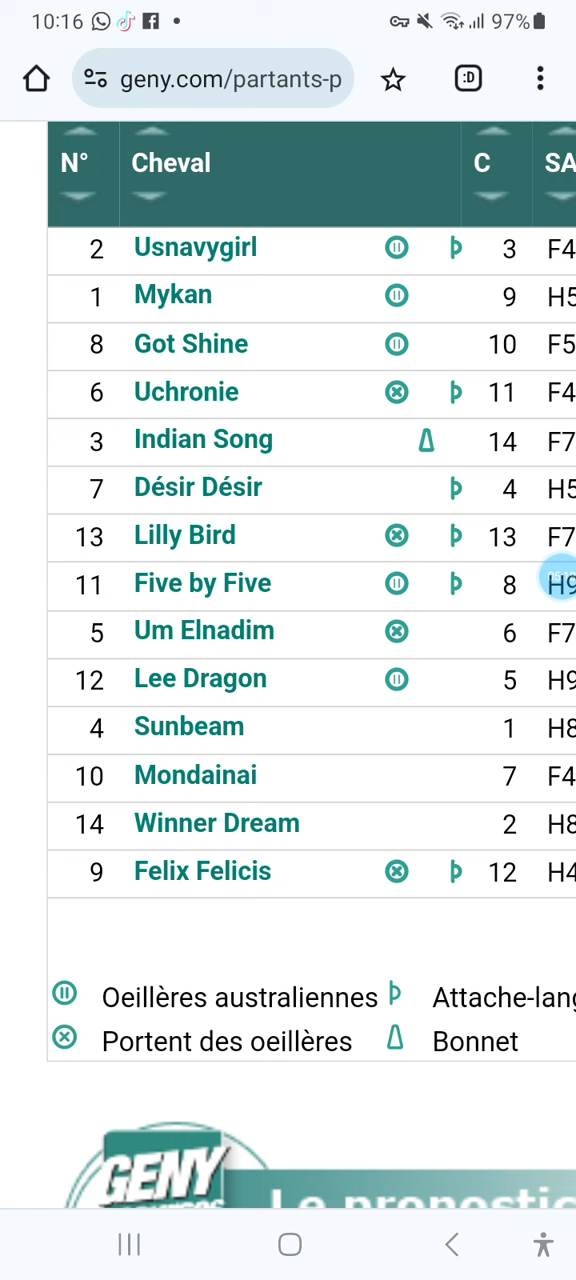 10:16 97%
geny.com/partants-p :D
N° Cheval C SA
2 Usnavygirl 3 F4
1 Mykan 9 H5
8 Got Shine 10 F5
6 Uchronie 11 F4
3 Indian Song 14 F7
7 Désir Désir 4 H5
13 Lilly Bird 13 F7
11 Five by Five 8 H9
5 Um Elnadim 6 F7
12 Lee Dragon 5 H9
4 Sunbeam 1 H8
10 Mondainai 7 F4
14 Winner Dream 2 H8
9 Felix Felicis 12 H4
Oeillères australiennes Attache-lang
Portent des oeillères Bonnet
GENY
Le pronostic